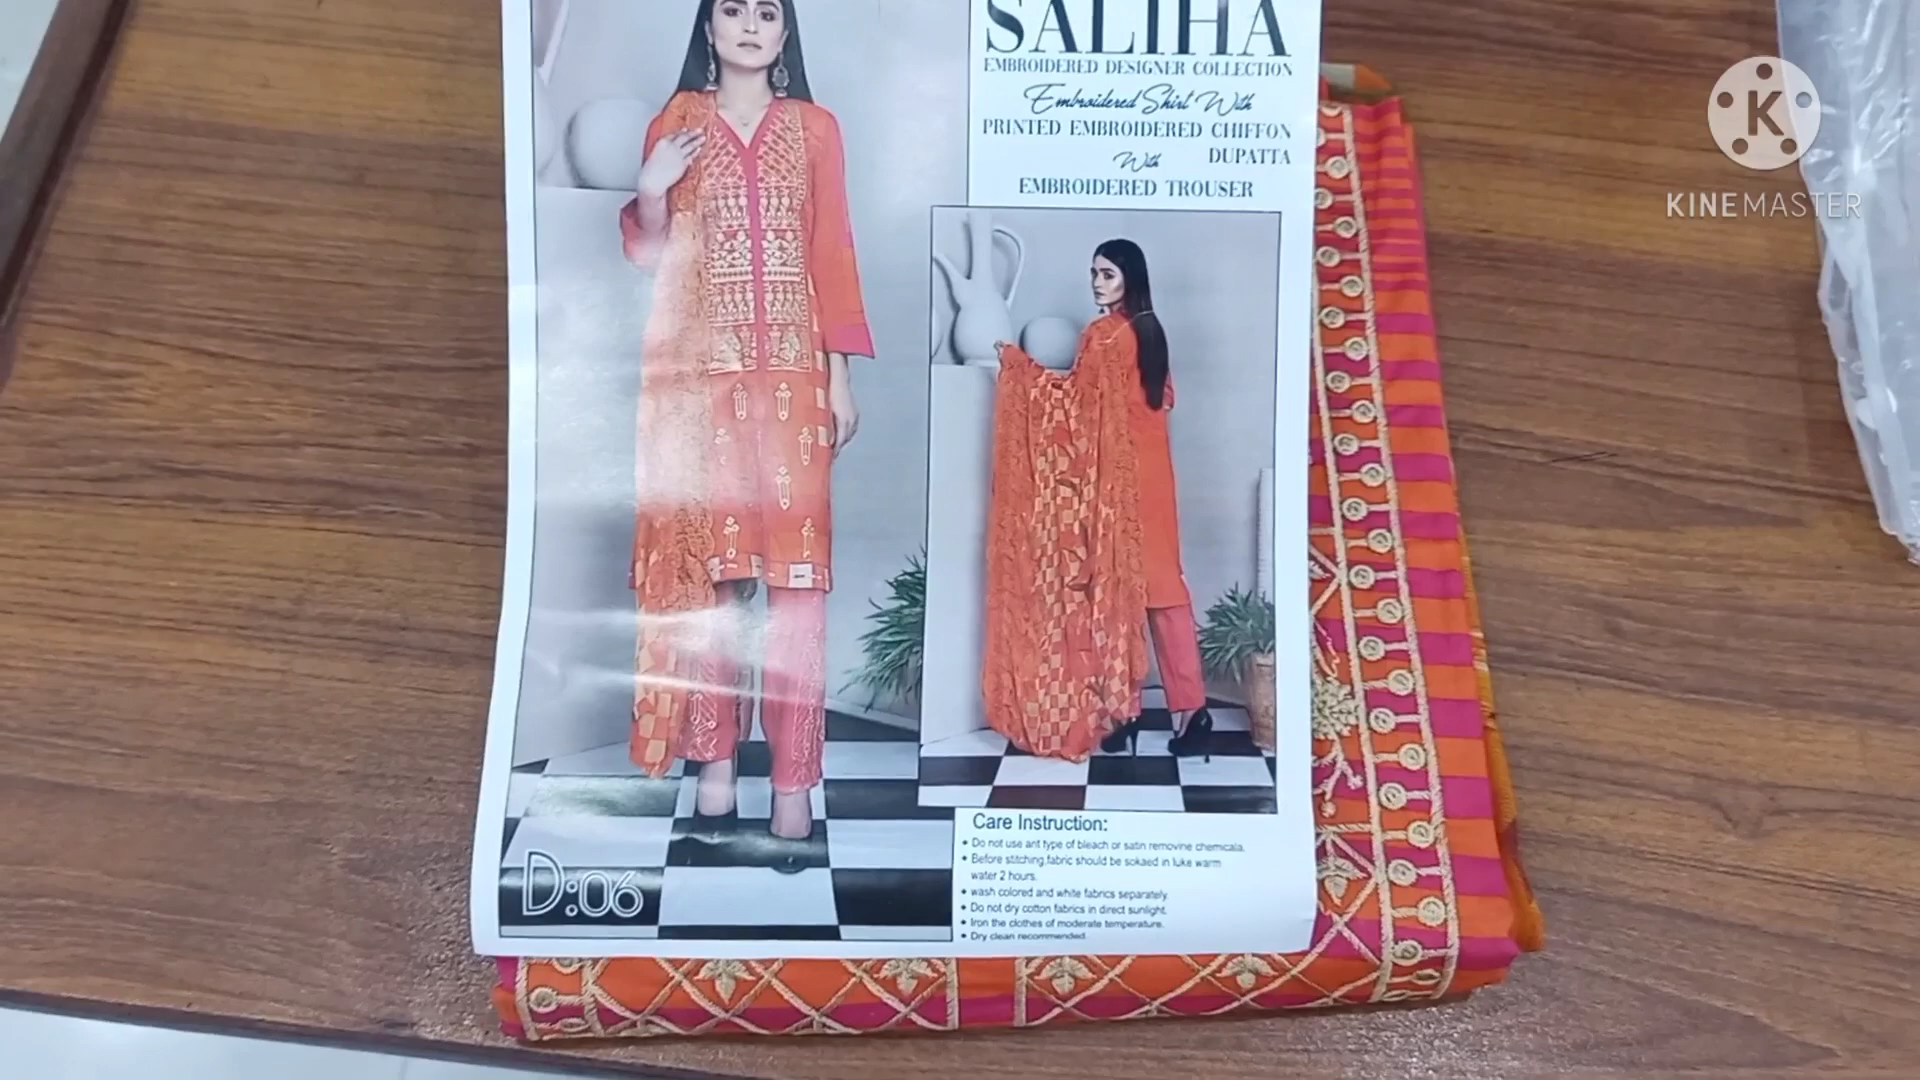 SALIHA
EMBROIDERED DESIGNER COLLECTION
Embroidered Shirt With
PRINTED EMBROIDERED CHIFFON
With DUPATTA
EMBROIDERED TROUSER
K
KINEMASTER
Care Instruction:
• Do not use ant type of bleach or satin removine chemicala.
• Before stitching,fabric should be sokaed in luke warm
water 2 hours.
• wash colored and white fabrics separately.
• Do not dry cotton fabrics in direct sunlight.
• Iron the clothes of moderate temperature.
• Dry clean recommended.
D:06